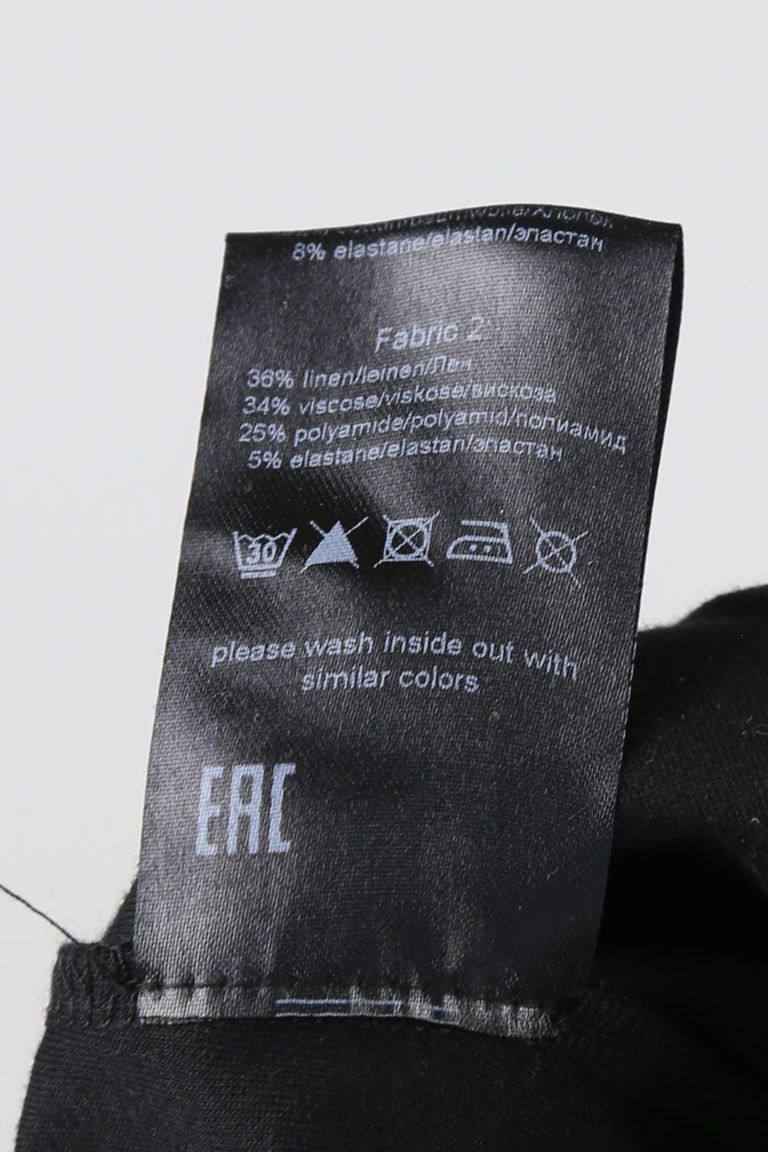 8% elastane/elastan/эластан
Fabric 2
36% linen/leinen/Лен
34% viscose/viskose/вискоза
25% polyamide/polyamid/полиамид
5% elastane/elastan/эластан
30
please wash inside out with
similar colors
EAC